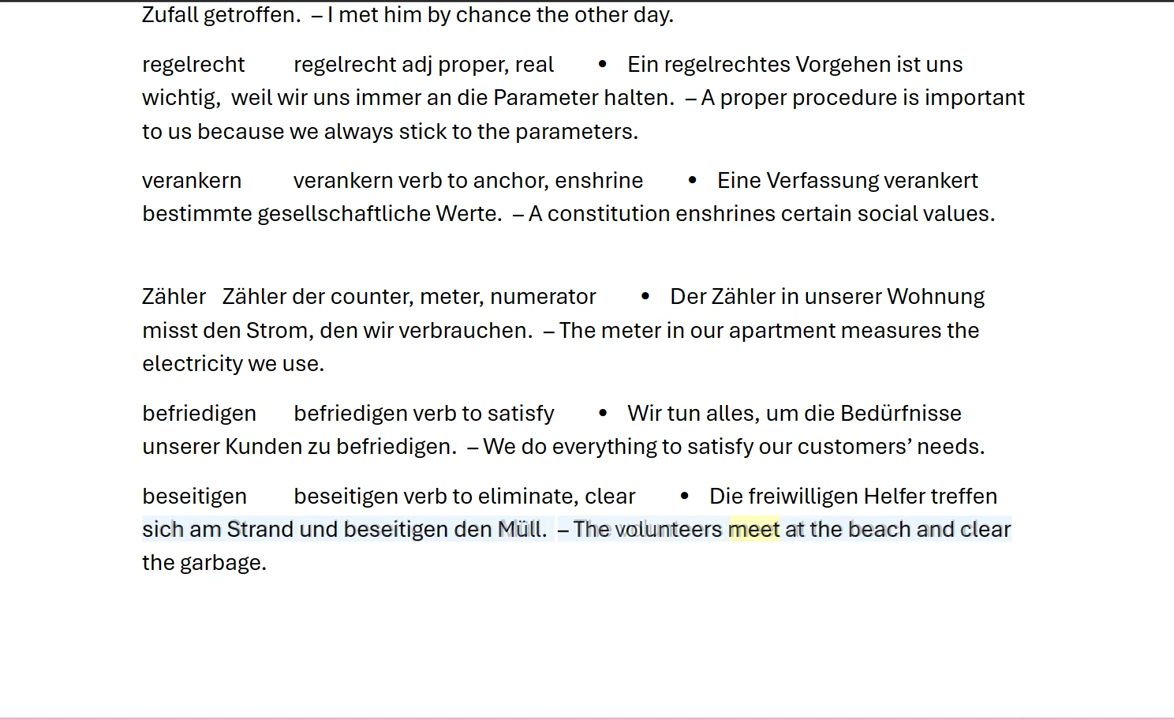 Zufall getroffen. – I met him by chance the other day.
regelrecht regelrecht adj proper, real • Ein regelrechtes Vorgehen ist uns
wichtig, weil wir uns immer an die Parameter halten. – A proper procedure is important
to us because we always stick to the parameters.
verankern verankern verb to anchor, enshrine • Eine Verfassung verankert
bestimmte gesellschaftliche Werte. – A constitution enshrines certain social values.
Zähler Zähler der counter, meter, numerator • Der Zähler in unserer Wohnung
misst den Strom, den wir verbrauchen. – The meter in our apartment measures the
electricity we use.
befriedigen befriedigen verb to satisfy • Wir tun alles, um die Bedürfnisse
unserer Kunden zu befriedigen. – We do everything to satisfy our customers’ needs.
beseitigen beseitigen verb to eliminate, clear • Die freiwilligen Helfer treffen
sich am Strand und beseitigen den Müll. – The volunteers meet at the beach and clear
the garbage.